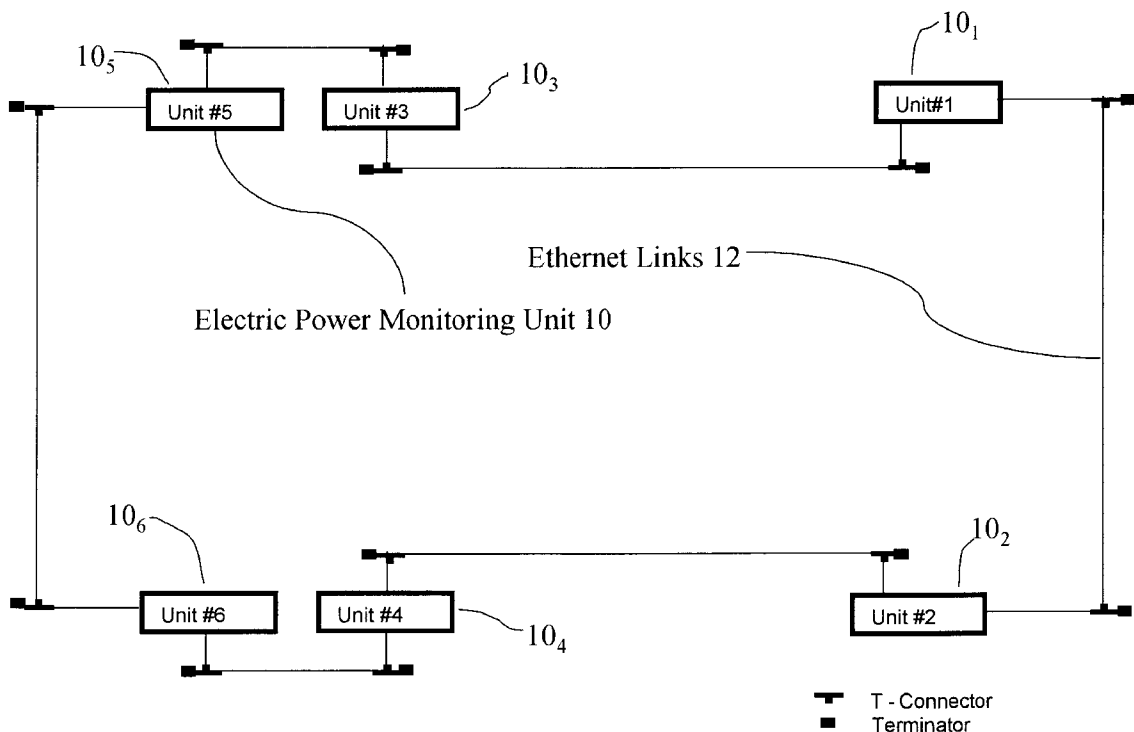 10₅
10₃
10₁
Unit #5
Unit #3
Unit#1
Ethernet Links 12
Electric Power Monitoring Unit 10
10₆
10₂
Unit #6
Unit #4
Unit #2
10₄
T - Connector
Terminator